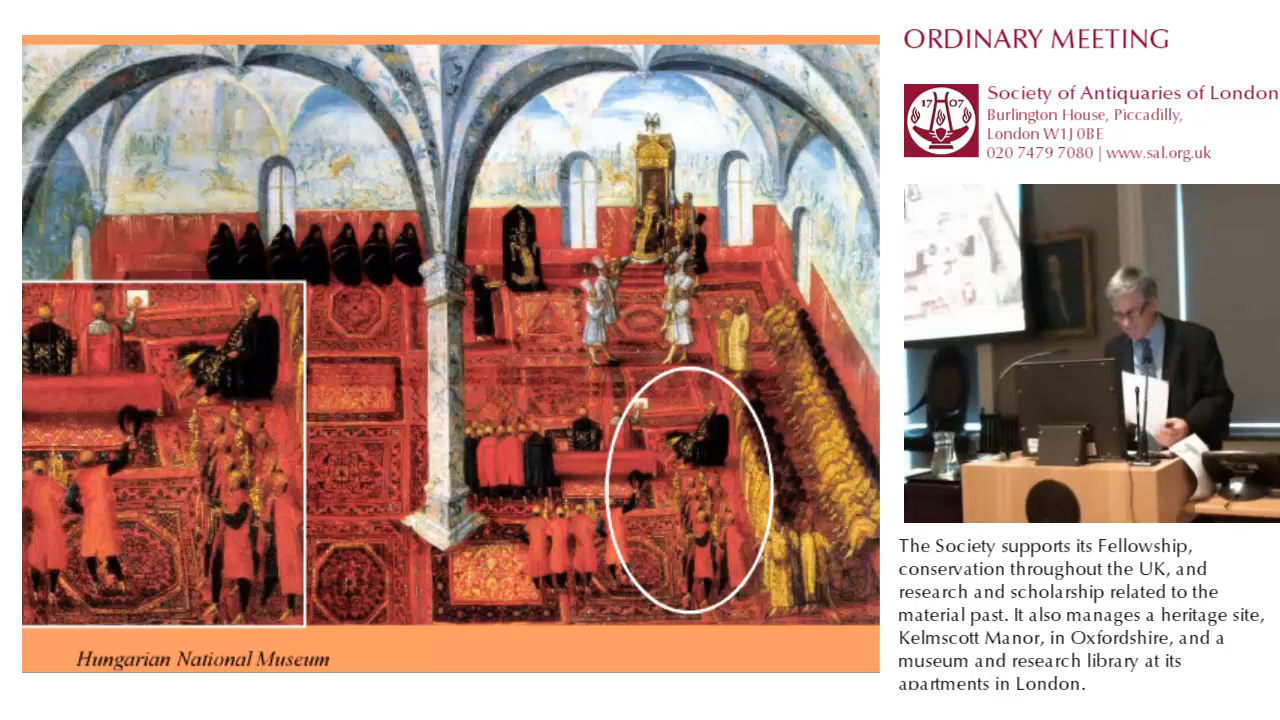 ORDINARY MEETING
17 07
Society of Antiquaries of London
Burlington House, Piccadilly,
London W1J 0BE
020 7479 7080 | www.sal.org.uk
The Society supports its Fellowship,
conservation throughout the UK, and
research and scholarship related to the
material past. It also manages a heritage site,
Kelmscott Manor, in Oxfordshire, and a
museum and research library at its
apartments in London.
Hungarian National Museum